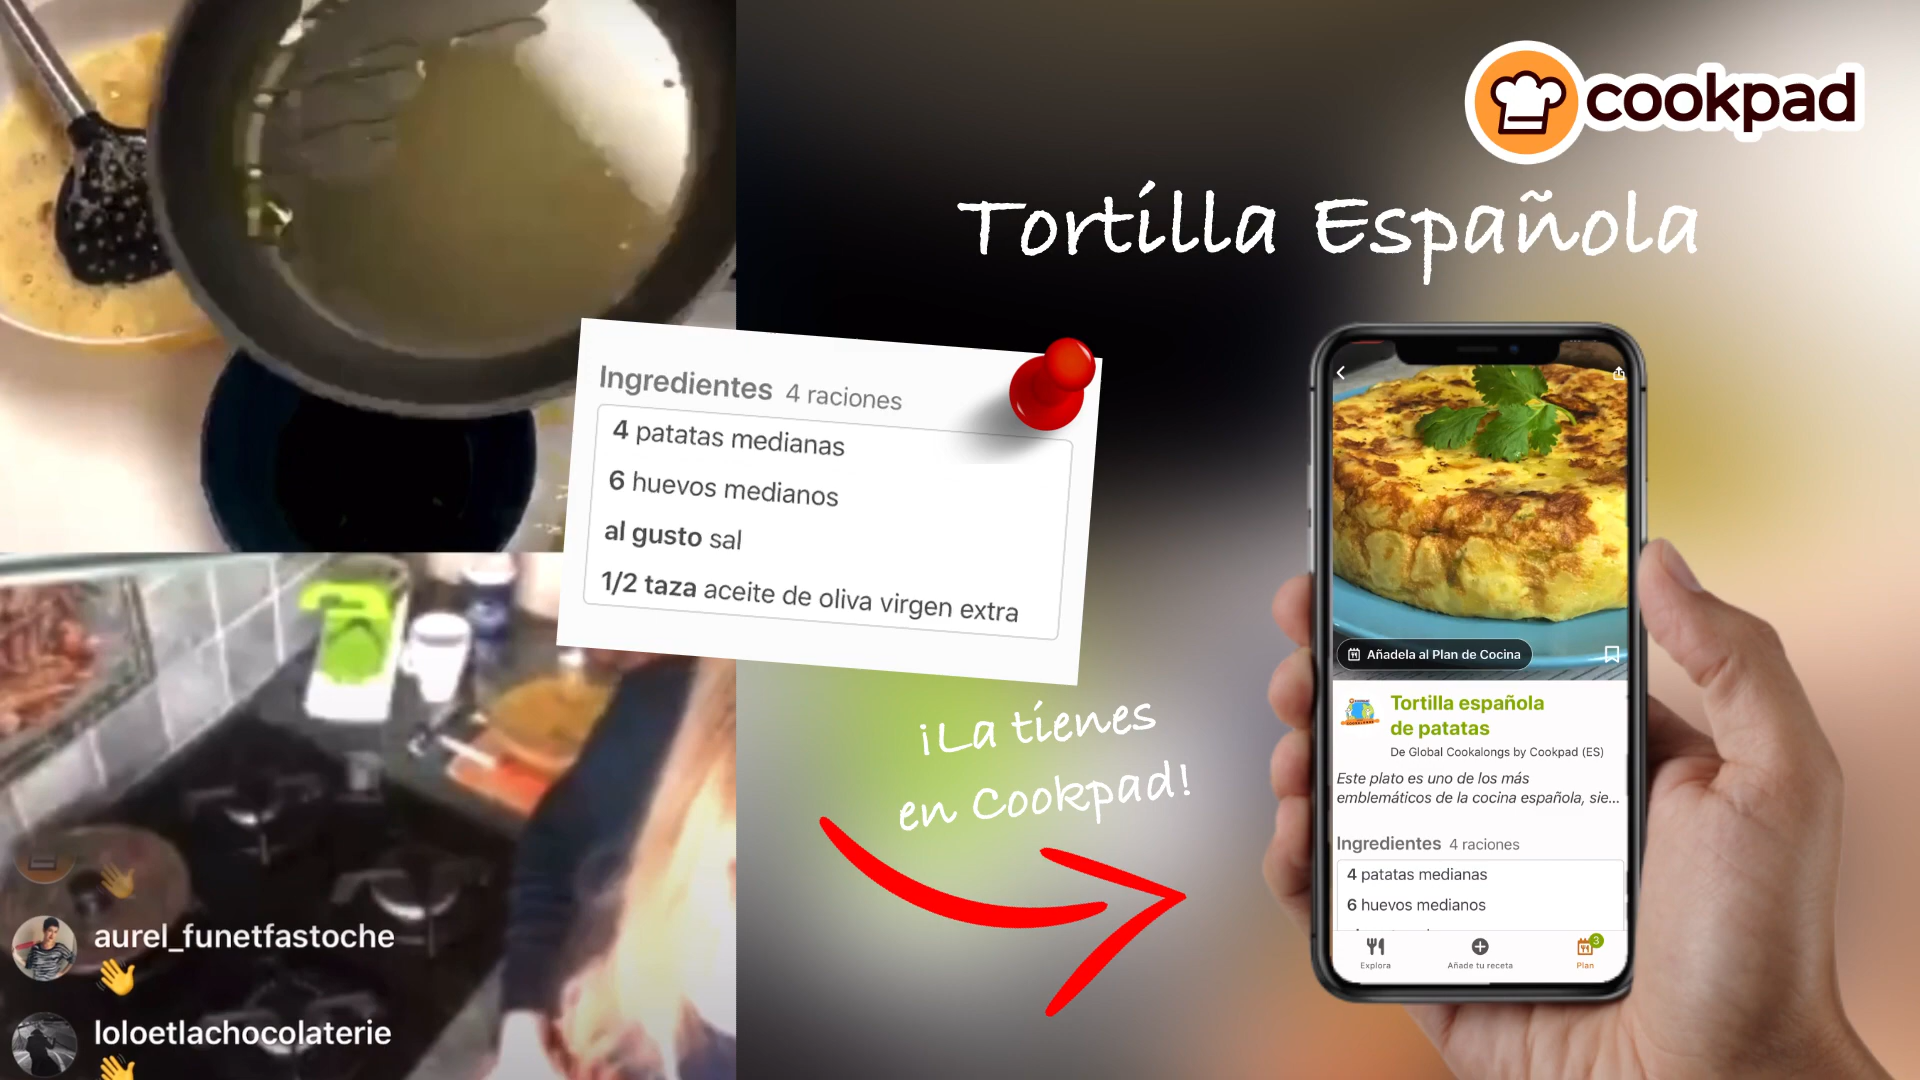 cookpad
Tortilla Española
Ingredientes 4 raciones
4 patatas medianas
6 huevos medianos
al gusto sal
1/2 taza aceite de oliva virgen extra
¡La tienes
en Cookpad!
Añadela al Plan de Cocina
Tortilla española
de patatas
De Global Cookalongs by Cookpad (ES)
Este plato es uno de los más
emblemáticos de la cocina española, sie...
Ingredientes 4 raciones
4 patatas medianas
6 huevos medianos
Explora
Añade tu receta
3
Plan
aurel_funetfastoche
👋
loloetlachocolaterie
👋